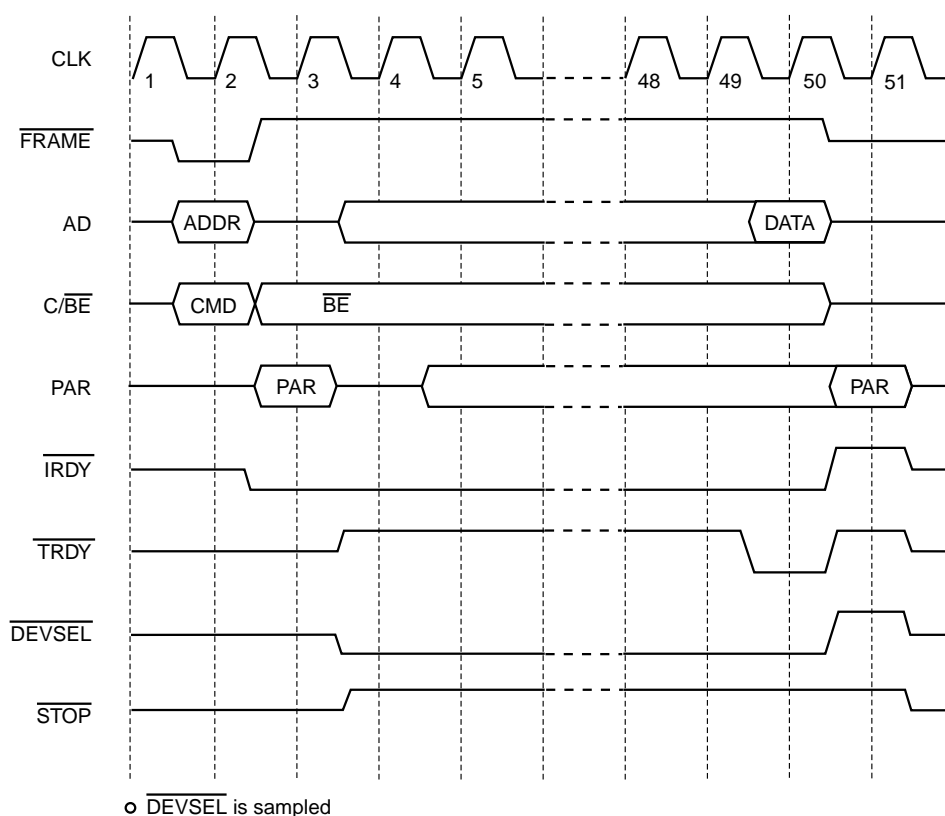 CLK
1 2 3 4 5 48 49 50 51
FRAME
AD ADDR DATA
C/BE CMD BE
PAR PAR PAR
IRDY
TRDY
DEVSEL
STOP
DEVSEL is sampled